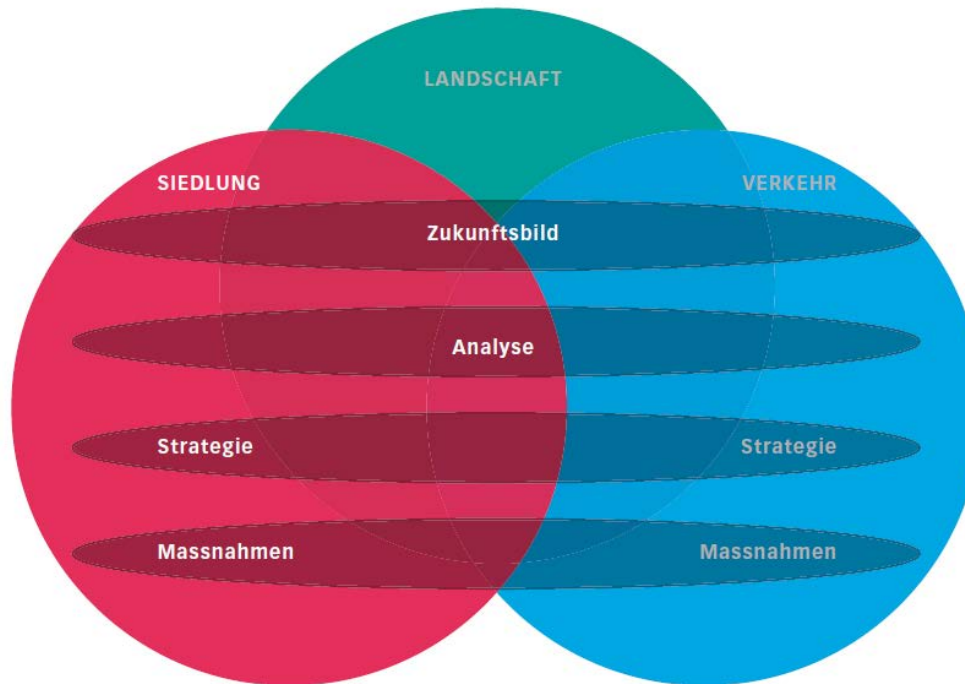 LANDSCHAFT
SIEDLUNG
VERKEHR
Zukunftsbild
Analyse
Strategie
Strategie
Massnahmen
Massnahmen